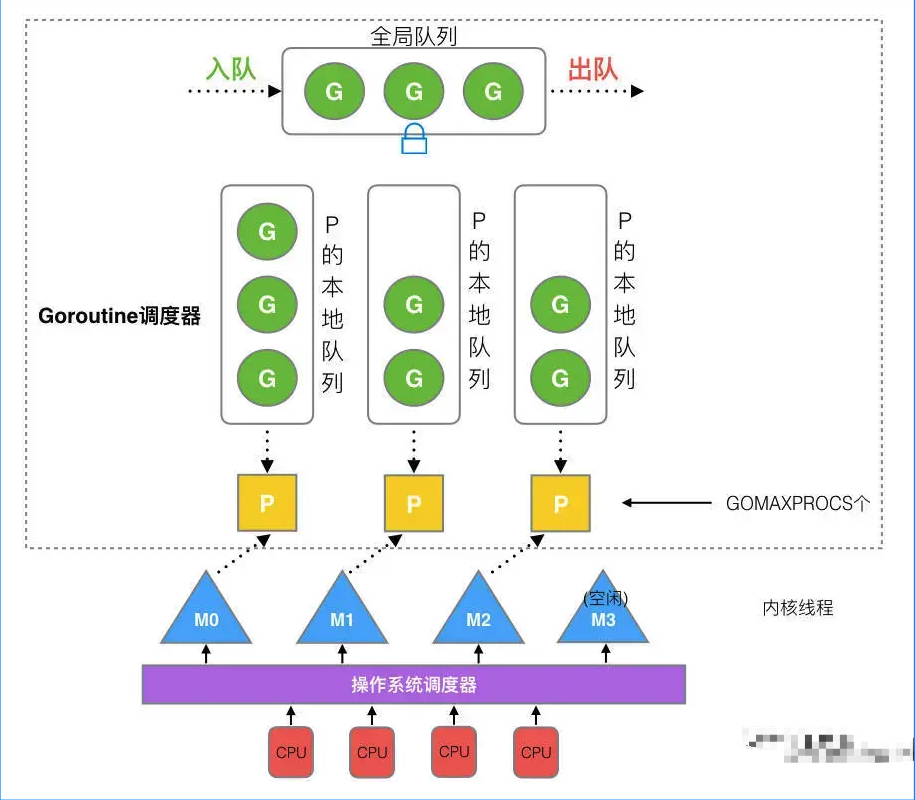 全局队列
入队
出队
G G G
G
G
G
P的本地队列
G
G
P的本地队列
G
G
P的本地队列
Goroutine调度器
P P P
GOMAXPROCS个
M0
M1
M2
(空闲)
M3
内核线程
操作系统调度器
CPU CPU CPU CPU